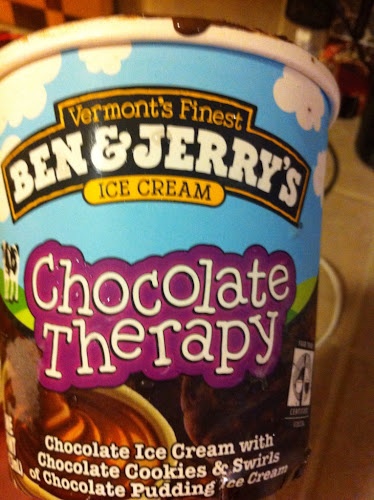 Vermont's Finest
BEN & JERRY'S
ICE CREAM
Chocolate
Therapy
Chocolate Ice Cream with
Chocolate Cookies & Swirls
of Chocolate Pudding Ice Cream